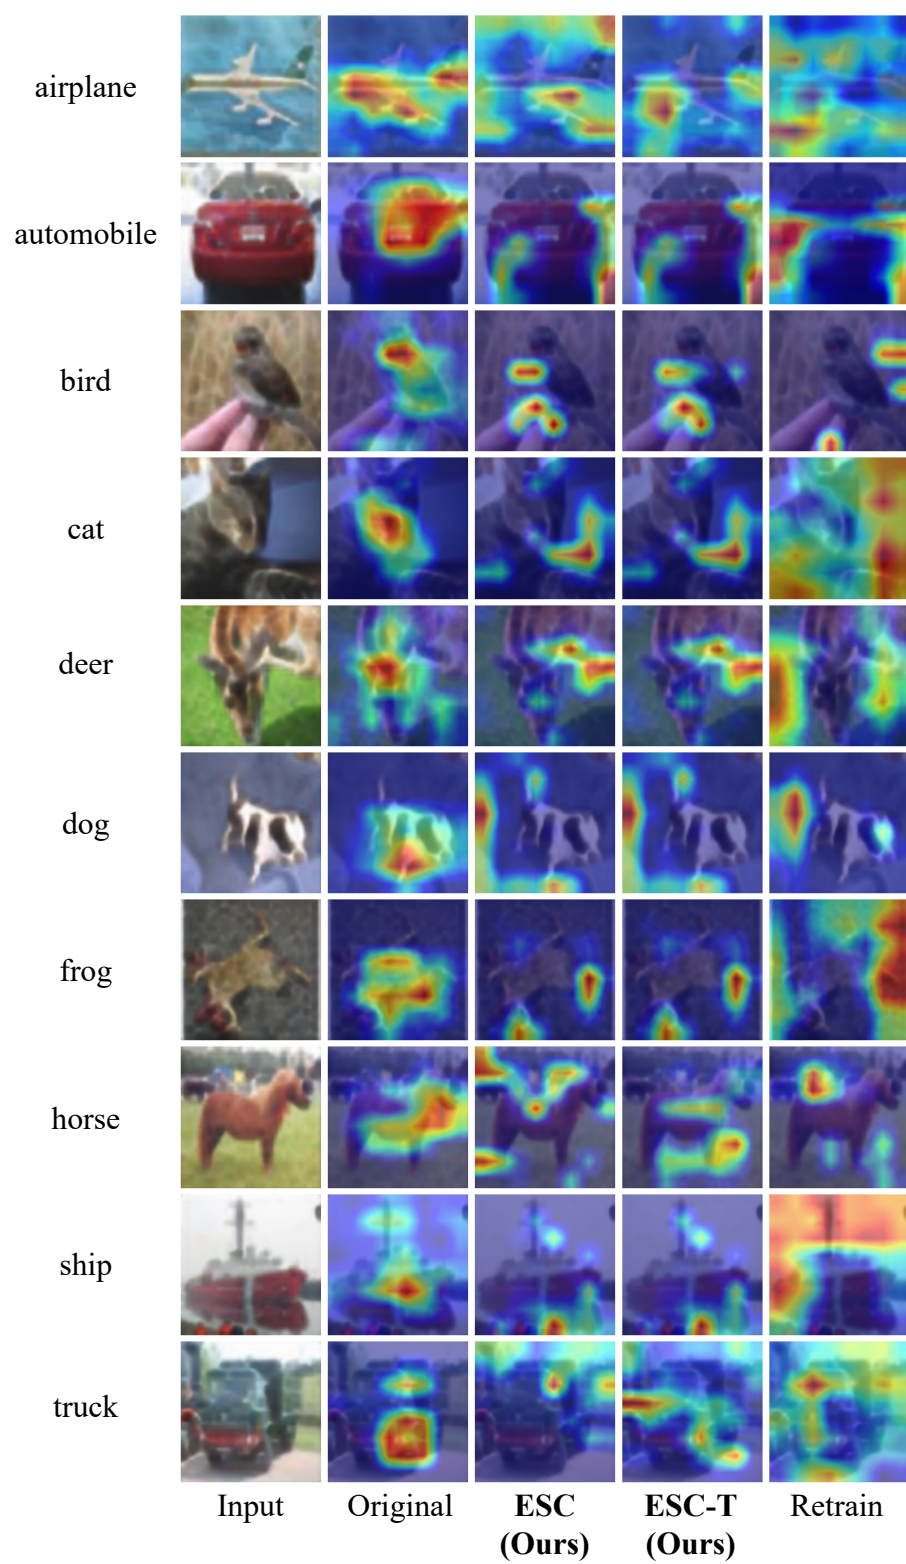 airplane
automobile
bird
cat
deer
dog
frog
horse
ship
truck
Input Original ESC ESC-T Retrain
(Ours) (Ours)